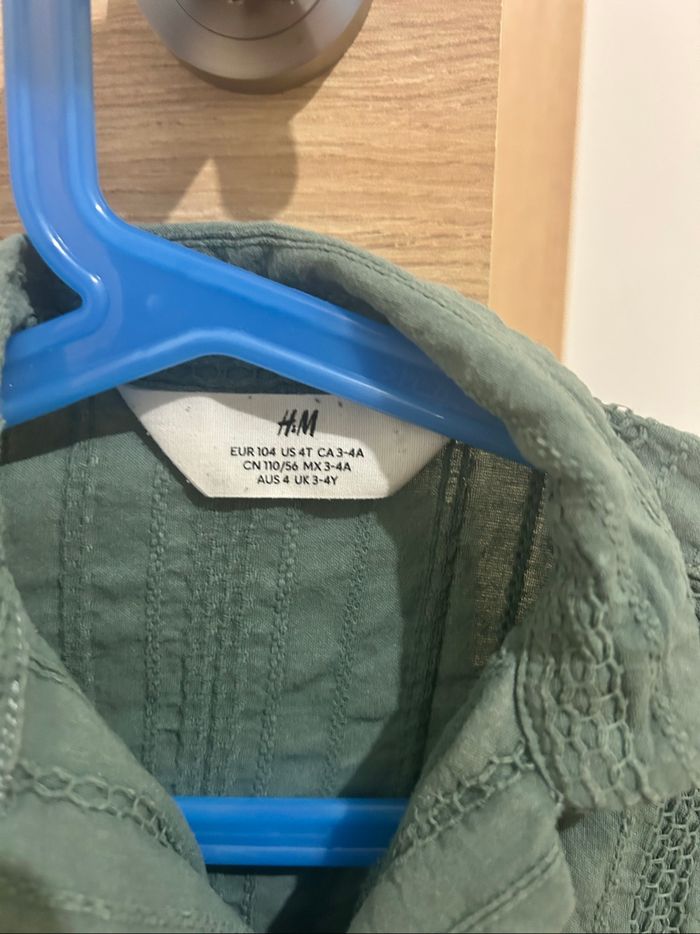 H&M
EUR 104 US 4T CA 3-4A
CN 110/56 MX 3-4A
AUS 4 UK 3-4Y